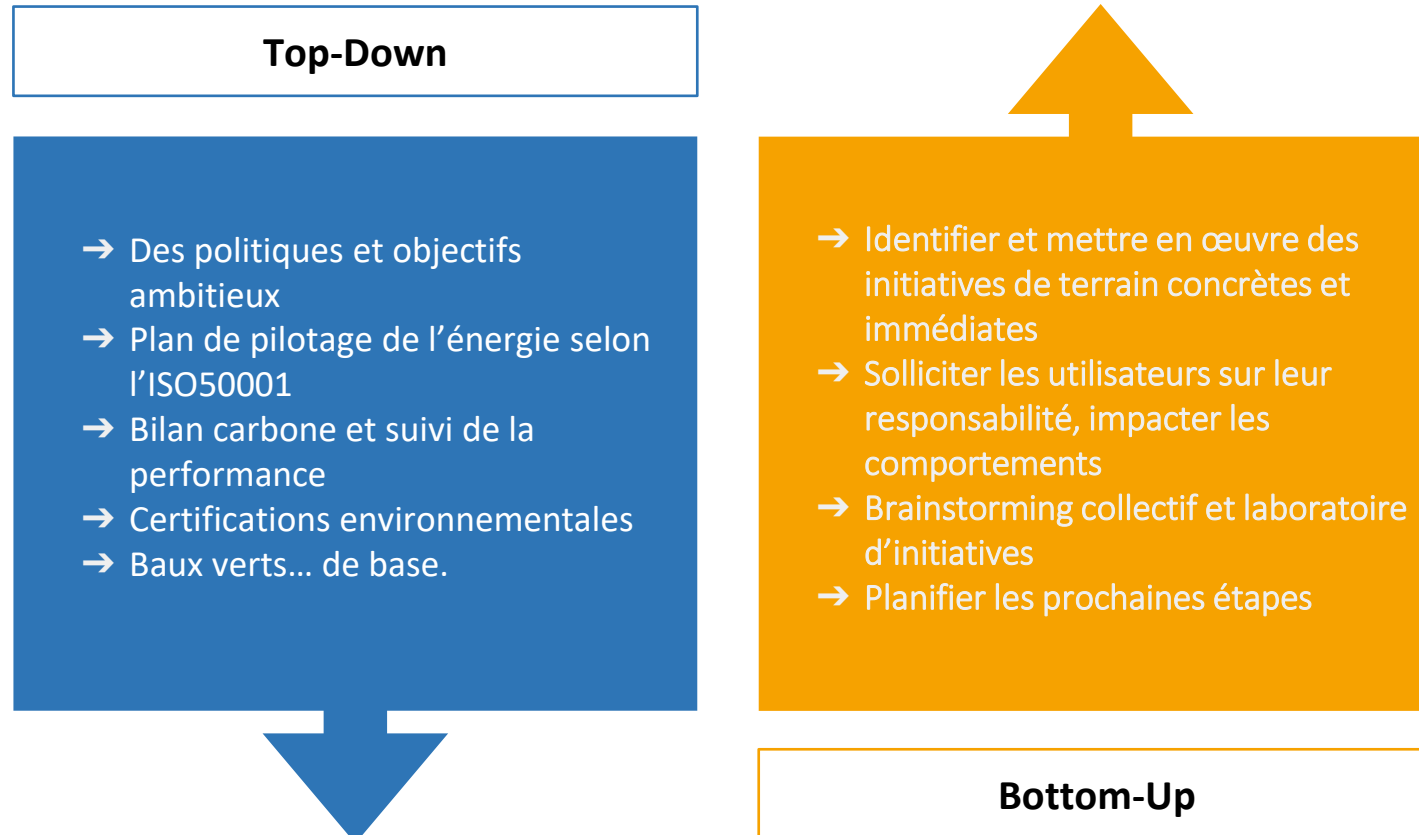 Top-Down
➔ Des politiques et objectifs
ambitieux
➔ Plan de pilotage de l’énergie selon
l’ISO50001
➔ Bilan carbone et suivi de la
performance
➔ Certifications environnementales
➔ Baux verts… de base.
➔ Identifier et mettre en œuvre des
initiatives de terrain concrètes et
immédiates
➔ Solliciter les utilisateurs sur leur
responsabilité, impacter les
comportements
➔ Brainstorming collectif et laboratoire
d’initiatives
➔ Planifier les prochaines étapes
Bottom-Up